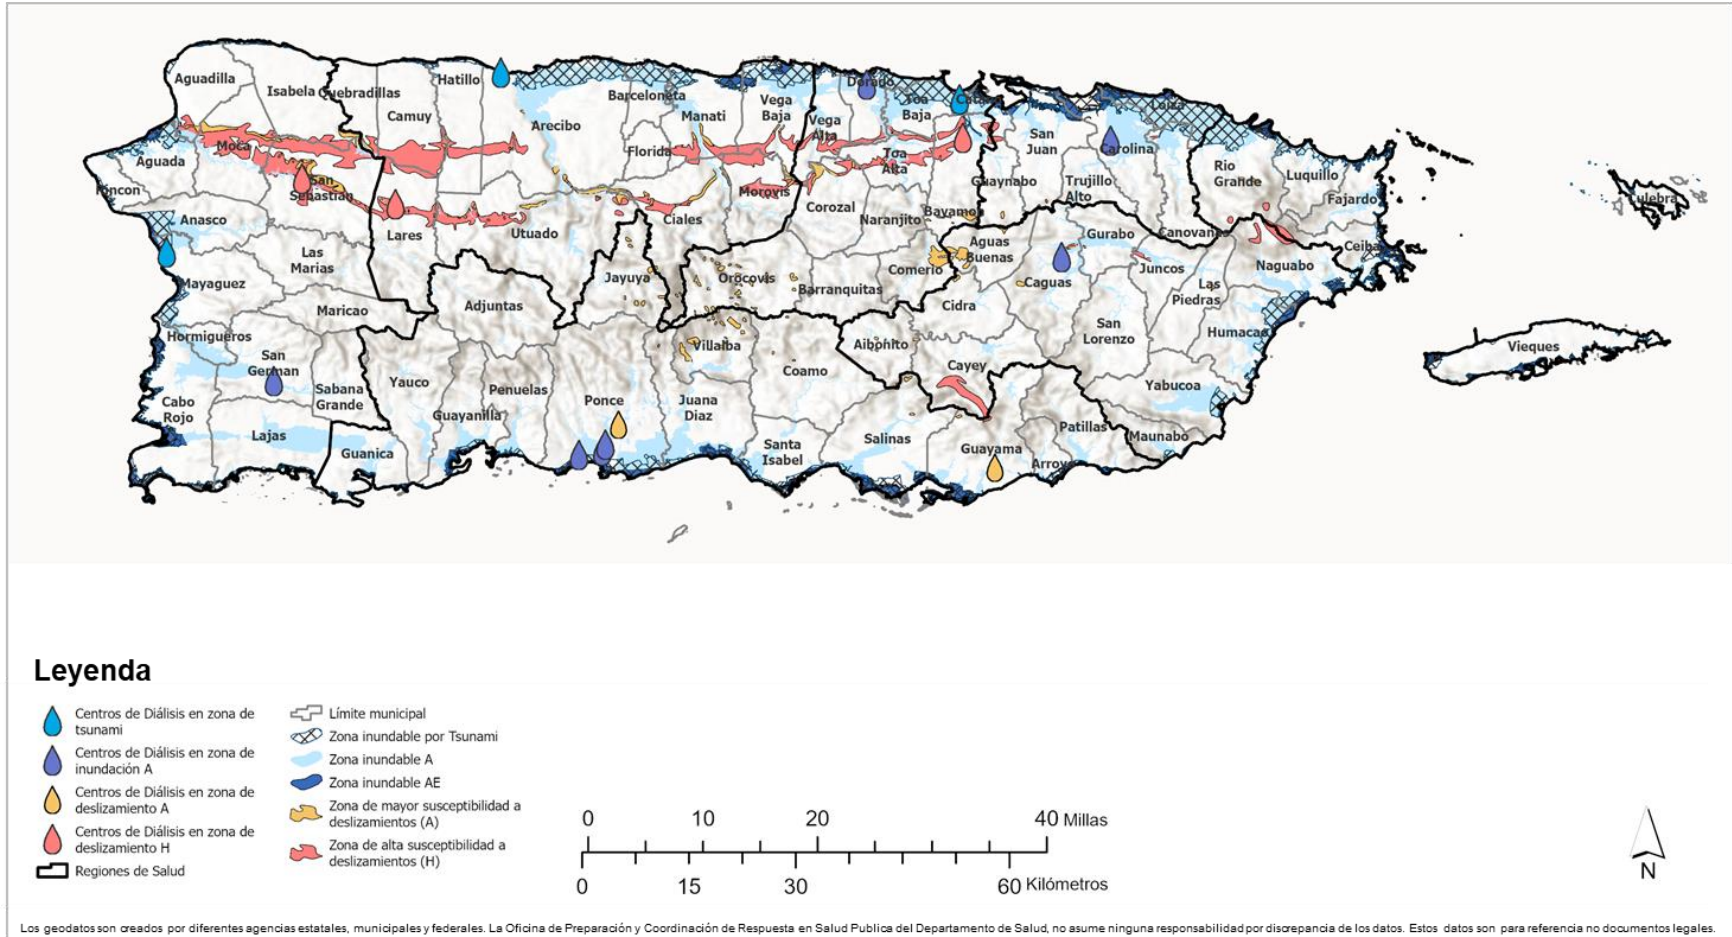 Aguadilla
Isabela
Quebradillas
Hatillo
Camuy
Arecibo
Barceloneta
Manati
Vega
Baja
Vega
Alta
Dorado
Toa
Baja
Catano
Loiza
San
Juan
Carolina
Moca
Aguada
Rincon
San
Sebastian
Florida
Toa
Alta
Morovis
Ciales
Corozal
Naranjito
Bayamon
Guaynabo
Trujillo
Alto
Rio
Grande
Luquillo
Fajardo
Culebra
Anasco
Lares
Utuado
Las
Marias
Mayaguez
Maricao
Hormigueros
Adjuntas
Jayuya
Orocovis
Barranquitas
Comerio
Aguas
Buenas
Gurabo
Canovanas
Ceiba
Caguas
Juncos
Naguabo
Las
Piedras
Cidra
San
Lorenzo
Humacao
San
German
Sabana
Grande
Yauco
Penuelas
Villalba
Coamo
Aibonito
Cayey
Yabucoa
Vieques
Cabo
Rojo
Lajas
Guanica
Guayanilla
Ponce
Juana
Diaz
Santa
Isabel
Salinas
Guayama
Arroyo
Patillas
Maunabo
Leyenda
Centros de Diálisis en zona de
tsunami
Centros de Diálisis en zona de
inundación A
Centros de Diálisis en zona de
deslizamiento A
Centros de Diálisis en zona de
deslizamiento H
Regiones de Salud
Límite municipal
Zona inundable por Tsunami
Zona inundable A
Zona inundable AE
Zona de mayor susceptibilidad a
deslizamientos (A)
Zona de alta susceptibilidad a
deslizamientos (H)
0 10 20 40 Millas
0 15 30 60 Kilómetros
N
Los geodatos son creados por diferentes agencias estatales, municipales y federales. La Oficina de Preparación y Coordinación de Respuesta en Salud Publica del Departamento de Salud, no asume ninguna responsabilidad por discrepancia de los datos. Estos datos son para referencia no documentos legales.